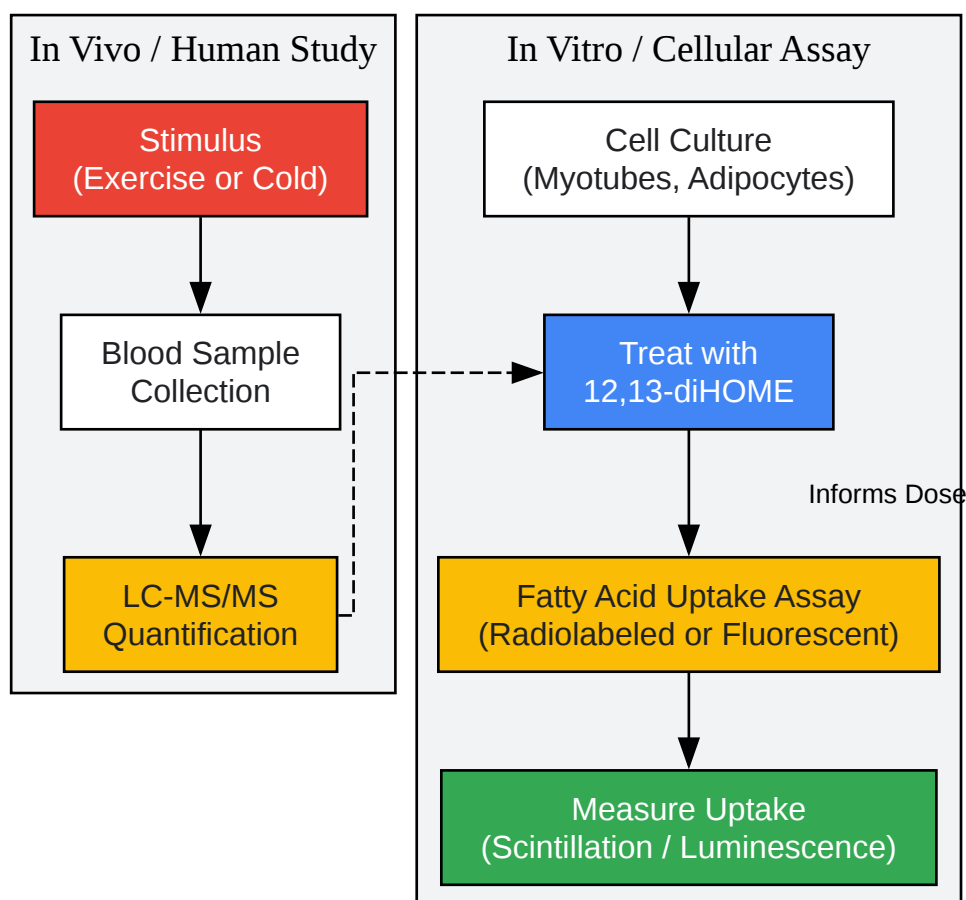 In Vivo / Human Study
Stimulus
(Exercise or Cold)
Blood Sample
Collection
LC-MS/MS
Quantification
In Vitro / Cellular Assay
Cell Culture
(Myotubes, Adipocytes)
Treat with
12,13-diHOME
Informs Dose
Fatty Acid Uptake Assay
(Radiolabeled or Fluorescent)
Measure Uptake
(Scintillation / Luminescence)